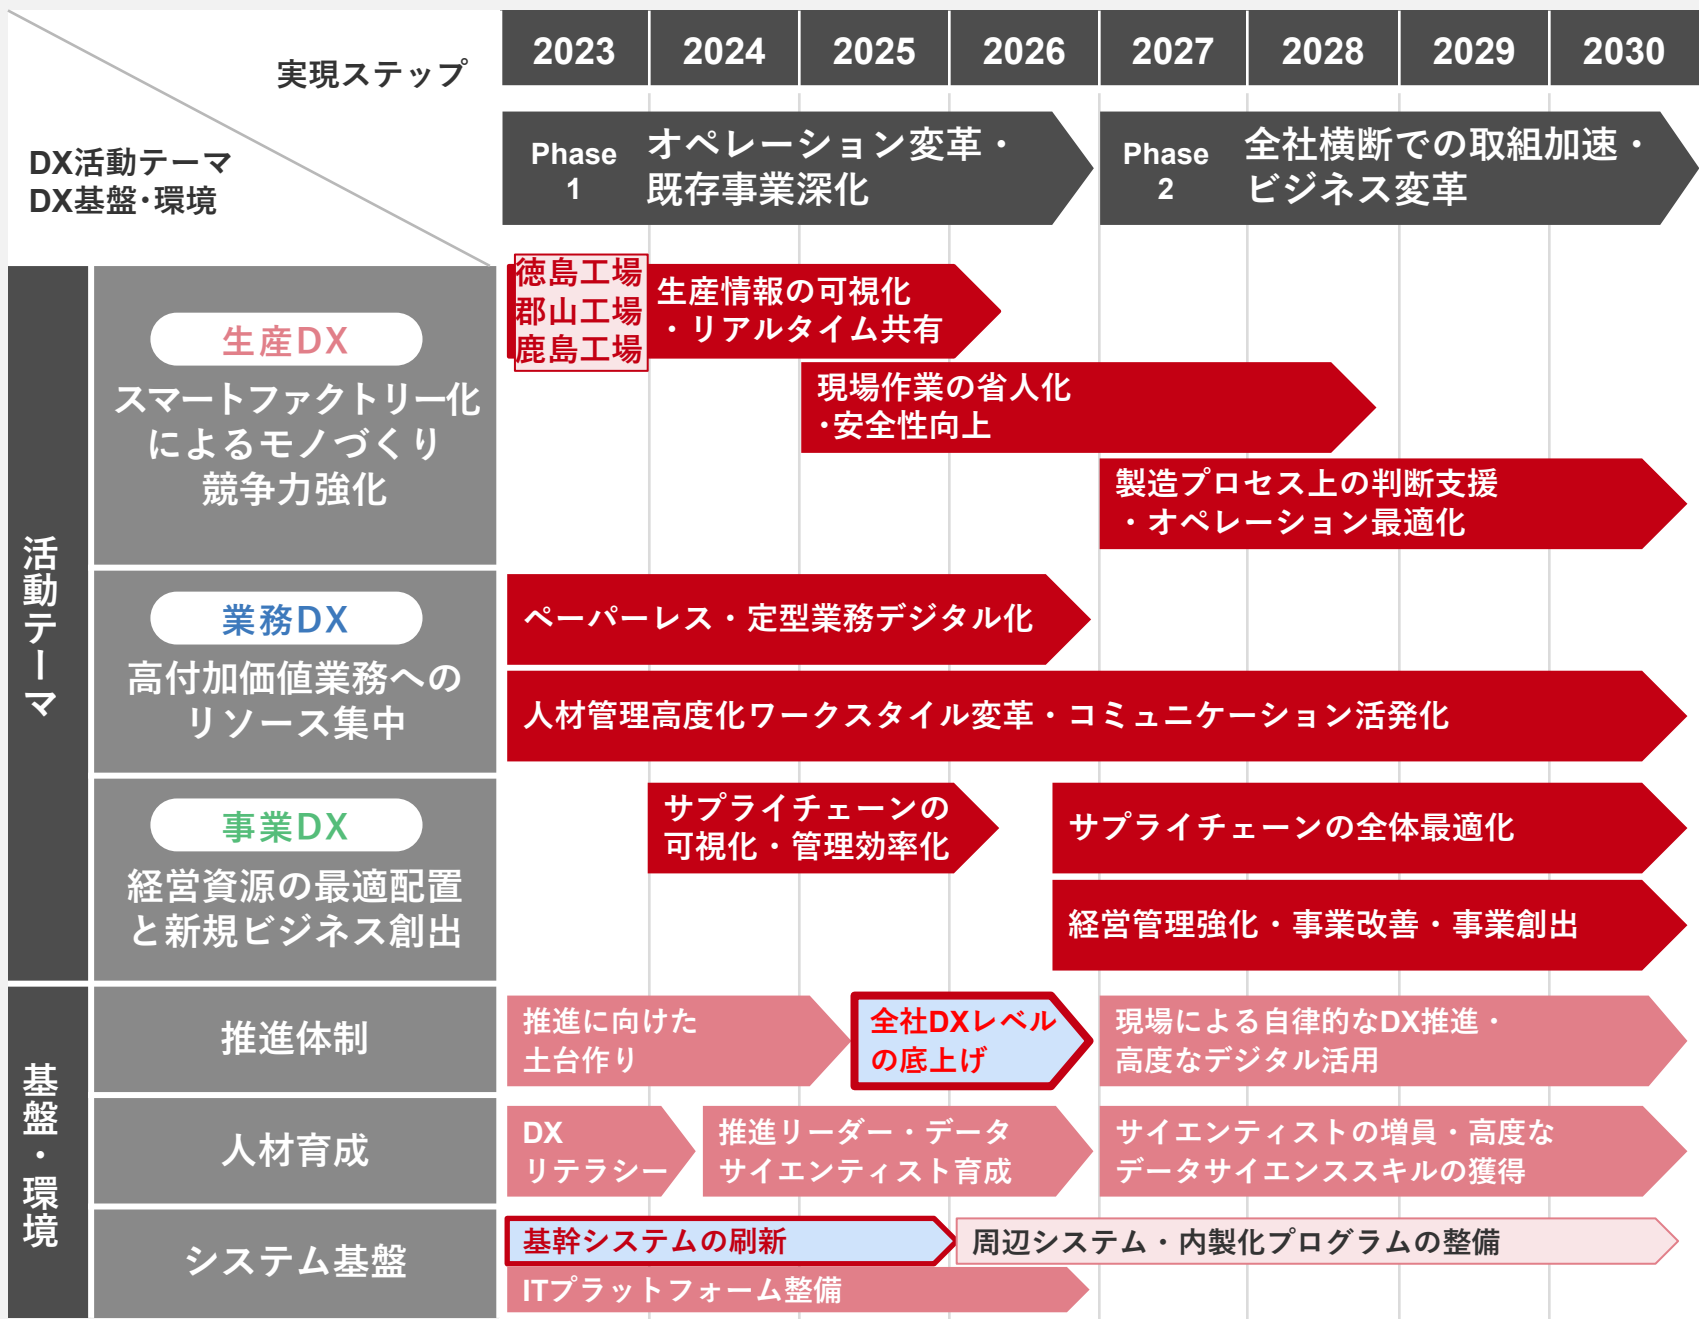 実現ステップ
DX活動テーマ
DX基盤・環境
2023
2024
2025
2026
2027
2028
2029
2030
Phase
1
オペレーション変革・
既存事業深化
Phase
2
全社横断での取組加速・
ビジネス変革
活動テーマ
生産DX
スマートファクトリー化
によるモノづくり
競争力強化
徳島工場
郡山工場
鹿島工場
生産情報の可視化
・リアルタイム共有
現場作業の省人化
・安全性向上
製造プロセス上の判断支援
・オペレーション最適化
業務DX
高付加価値業務への
リソース集中
ペーパーレス・定型業務デジタル化
人材管理高度化ワークスタイル変革・コミュニケーション活発化
事業DX
経営資源の最適配置
と新規ビジネス創出
サプライチェーンの
可視化・管理効率化
サプライチェーンの全体最適化
経営管理強化・事業改善・事業創出
基盤・環境
推進体制
推進に向けた
土台作り
全社DXレベル
の底上げ
現場による自律的なDX推進・
高度なデジタル活用
人材育成
DX
リテラシー
推進リーダー・データ
サイエンティスト育成
サイエンティストの増員・高度な
データサイエンススキルの獲得
システム基盤
基幹システムの刷新
周辺システム・内製化プログラムの整備
ITプラットフォーム整備